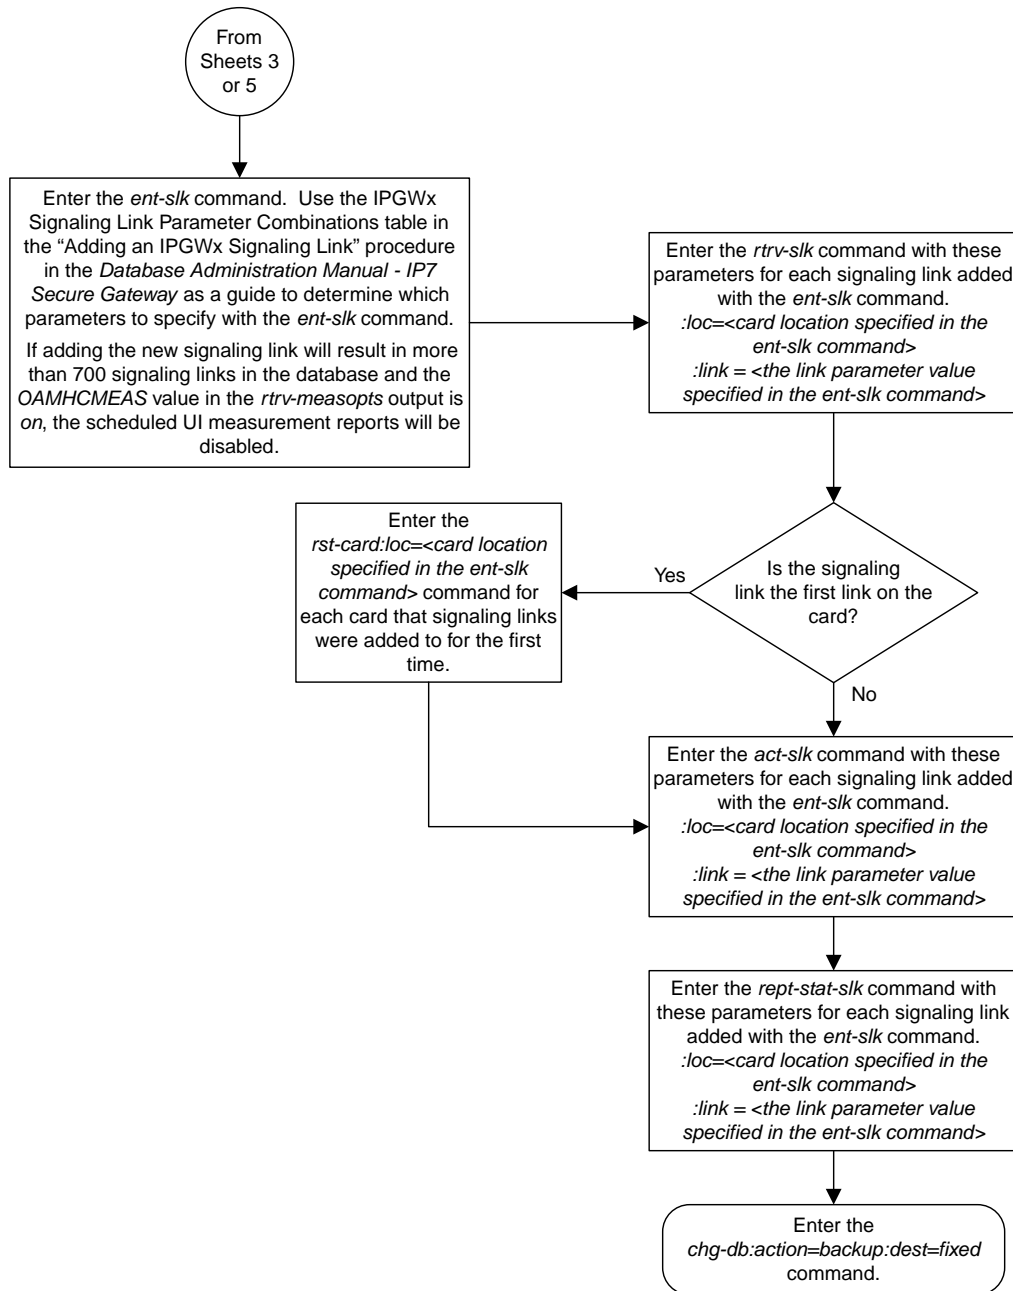 From
Sheets 3
or 5
Enter the ent-slk command. Use the IPGWx
Signaling Link Parameter Combinations table in
the “Adding an IPGWx Signaling Link” procedure
in the Database Administration Manual - IP7
Secure Gateway as a guide to determine which
parameters to specify with the ent-slk command.
If adding the new signaling link will result in more
than 700 signaling links in the database and the
OAMHCMEAS value in the rtrv-measopts output is
on, the scheduled UI measurement reports will be
disabled.
Enter the rtrv-slk command with these
parameters for each signaling link added
with the ent-slk command.
:loc=<card location specified in the
ent-slk command>
:link = <the link parameter value
specified in the ent-slk command>
Is the signaling
link the first link on the
card?
Yes
No
Enter the
rst-card:loc=<card location
specified in the ent-slk
command> command for
each card that signaling links
were added to for the first
time.
Enter the act-slk command with these
parameters for each signaling link added
with the ent-slk command.
:loc=<card location specified in the
ent-slk command>
:link = <the link parameter value
specified in the ent-slk command>
Enter the rept-stat-slk command with
these parameters for each signaling link
added with the ent-slk command.
:loc=<card location specified in the
ent-slk command>
:link = <the link parameter value
specified in the ent-slk command>
Enter the
chg-db:action=backup:dest=fixed
command.